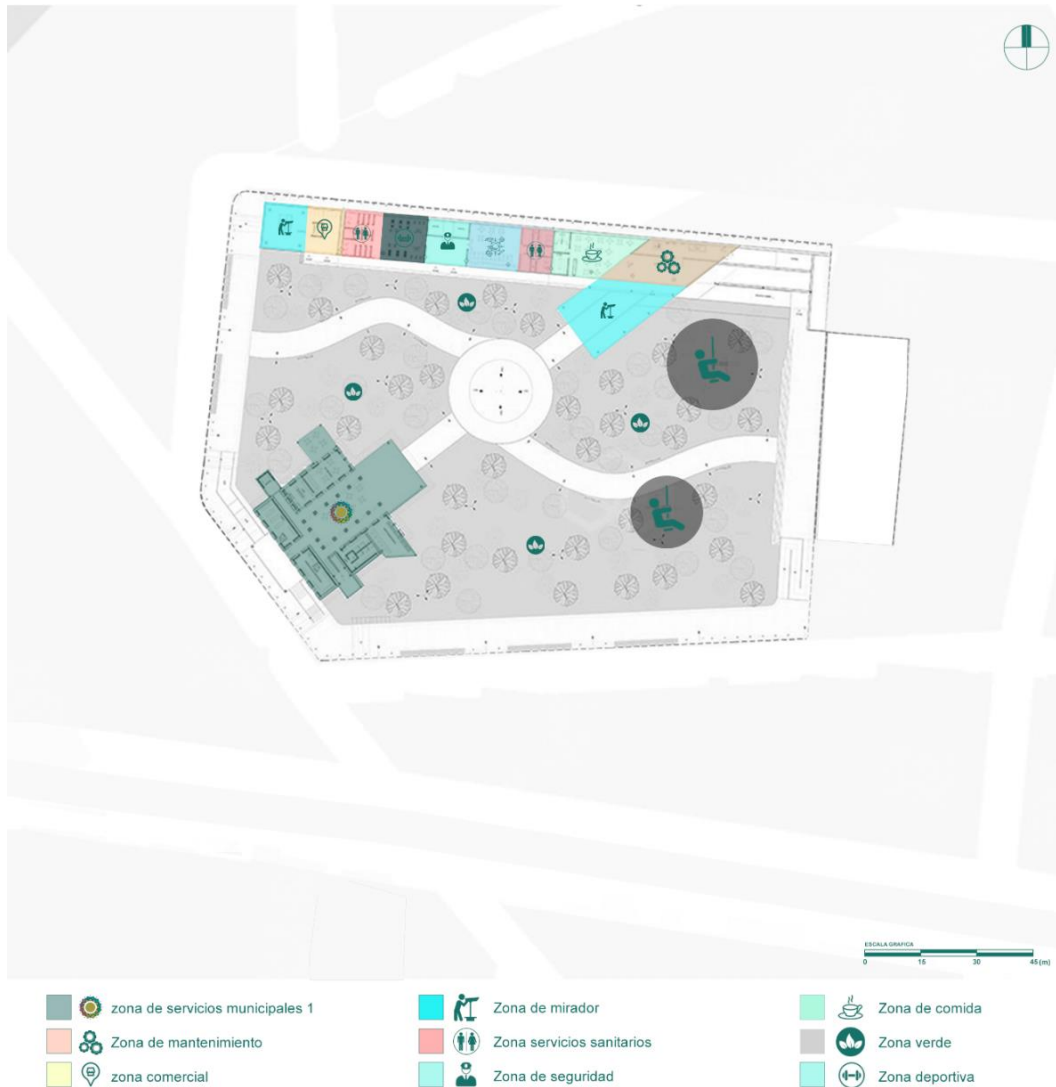 ESCALA GRAFICA
0 15 30 45 (m)
zona de servicios municipales 1
Zona de mirador
Zona de comida
Zona de mantenimiento
Zona servicios sanitarios
Zona verde
zona comercial
Zona de seguridad
Zona deportiva